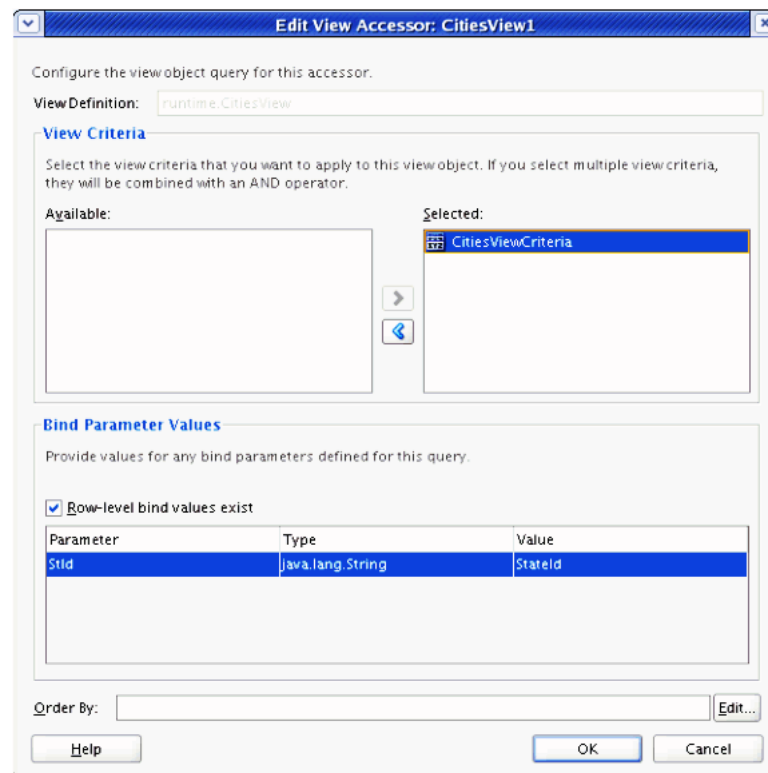 Edit View Accessor: CitiesView1
Configure the view object query for this accessor.
View Definition: runtime.CitiesView
View Criteria
Select the view criteria that you want to apply to this view object. If you select multiple view criteria,
they will be combined with an AND operator.
Available: Selected:
CitiesViewCriteria
Bind Parameter Values
Provide values for any bind parameters defined for this query.
Row-level bind values exist
Parameter Type Value
StId java.lang.String StateId
Order By: Edit...
Help OK Cancel